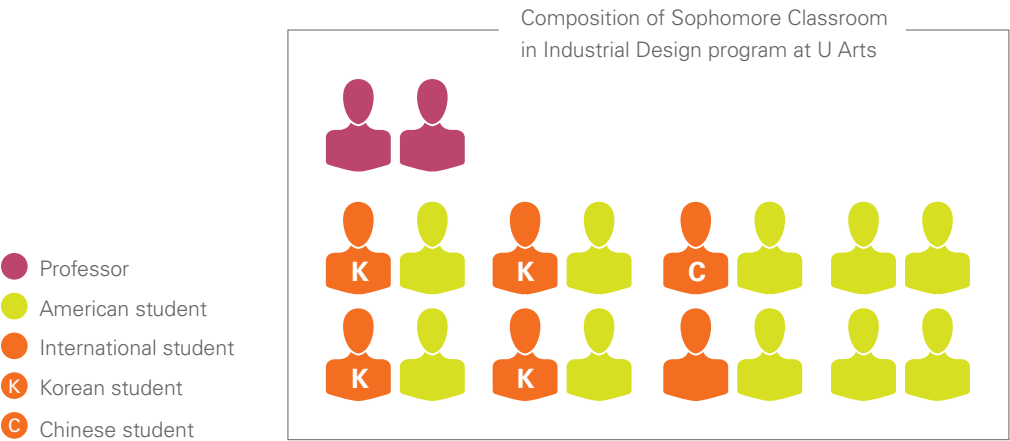 Composition of Sophomore Classroom
in Industrial Design program at U Arts
K
K
C
K
K
Professor
American student
International student
K Korean student
C Chinese student